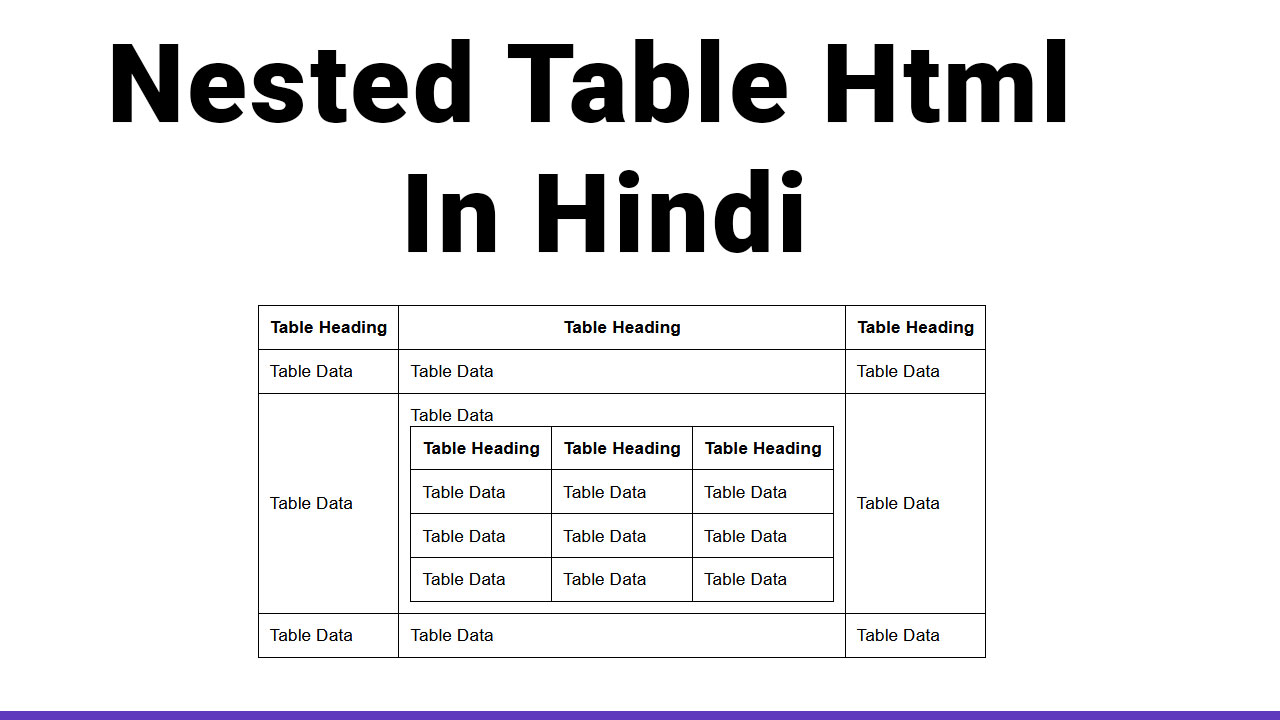 Nested Table Html
In Hindi
Table Heading Table Heading Table Heading
Table Data Table Data Table Data
Table Data
Table Heading Table Heading Table Heading
Table Data Table Data Table Data
Table Data Table Data Table Data Table Data Table Data
Table Data Table Data Table Data
Table Data Table Data Table Data